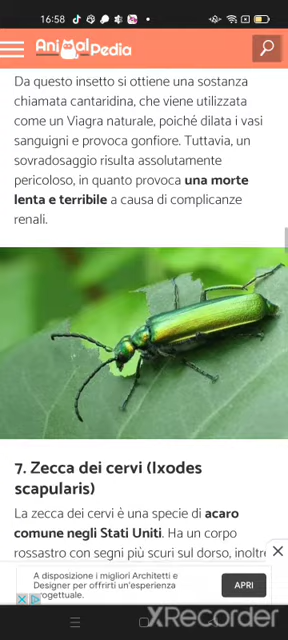 16:58
AnimalPedia
Da questo insetto si ottiene una sostanza
chiamata cantaridina, che viene utilizzata
come un Viagra naturale, poiché dilata i vasi
sanguigni e provoca gonfiore. Tuttavia, un
sovradosaggio risulta assolutamente
pericoloso, in quanto provoca una morte
lenta e terribile a causa di complicanze
renali.
7. Zecca dei cervi (Ixodes
scapularis)
La zecca dei cervi è una specie di acaro
comune negli Stati Uniti. Ha un corpo
rossastro con segni più scuri sul dorso, inoltre
A disposizione i migliori Architetti e
Designer per offrirti un'esperienza
progettuale.
APRI
XRecorder